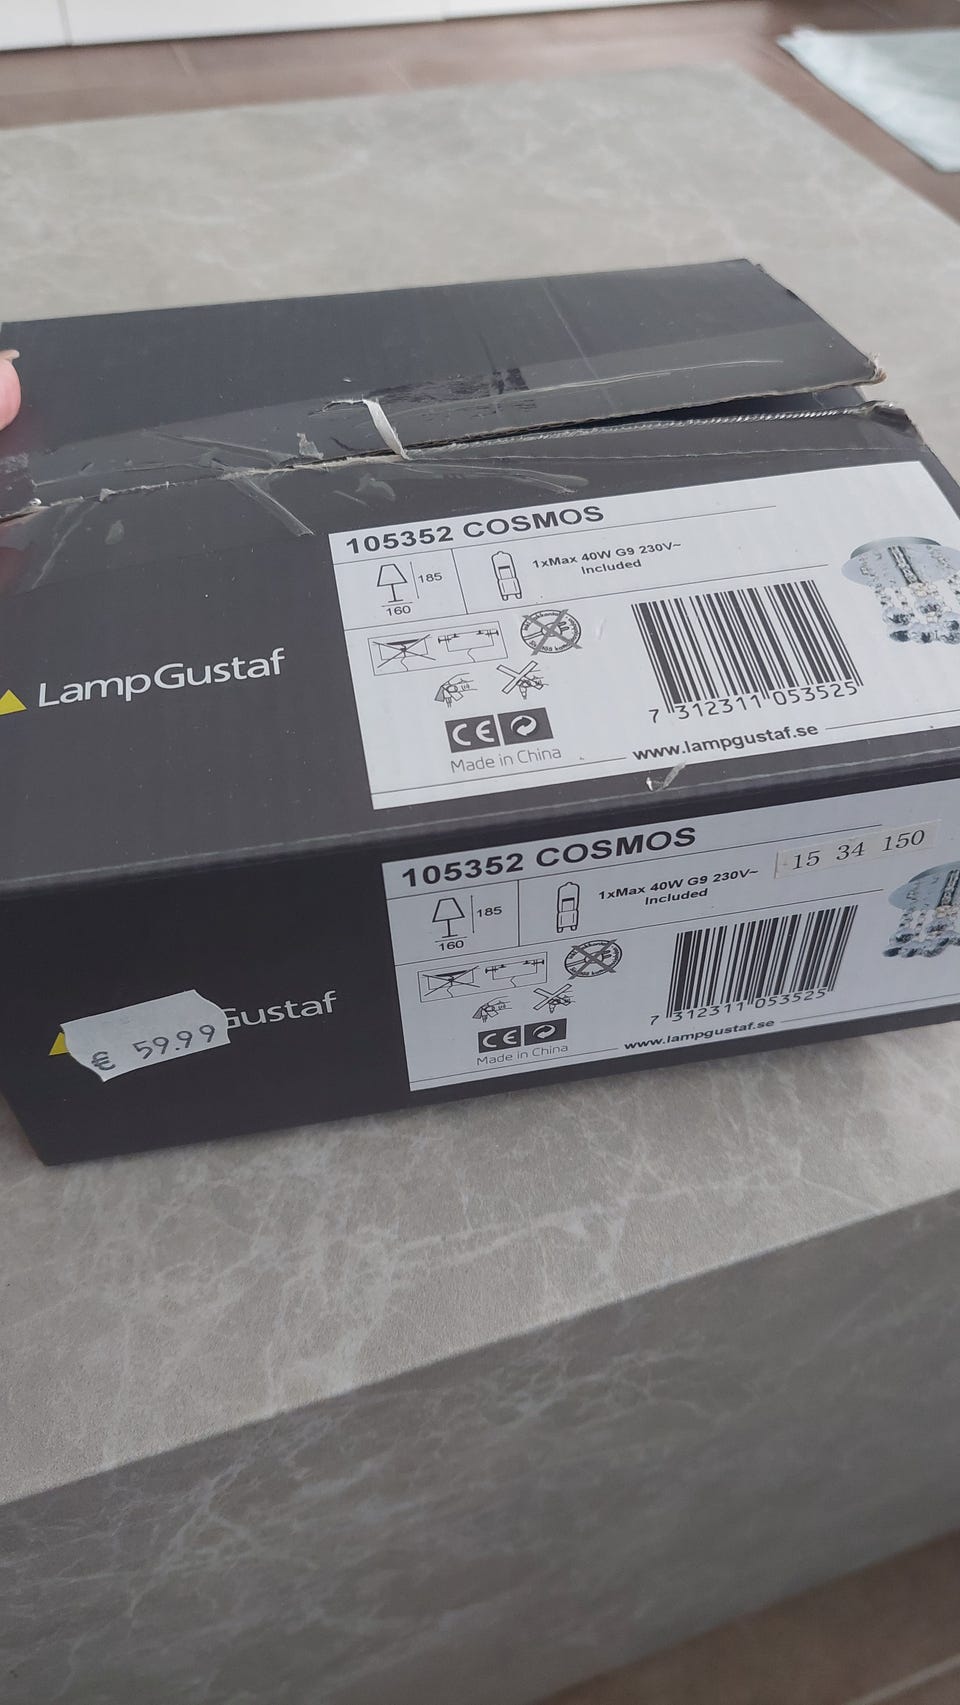 105352 COSMOS
185
160
1xMax 40W G9 230V~
Included
LampGustaf
CE
Made in China
7 312311 053525
www.lampgustaf.se
105352 COSMOS
15 34 150
185
160
1xMax 40W G9 230V~
Included
Gustaf
€ 59.99
CE
Made in China
7 312311 053525
www.lampgustaf.se